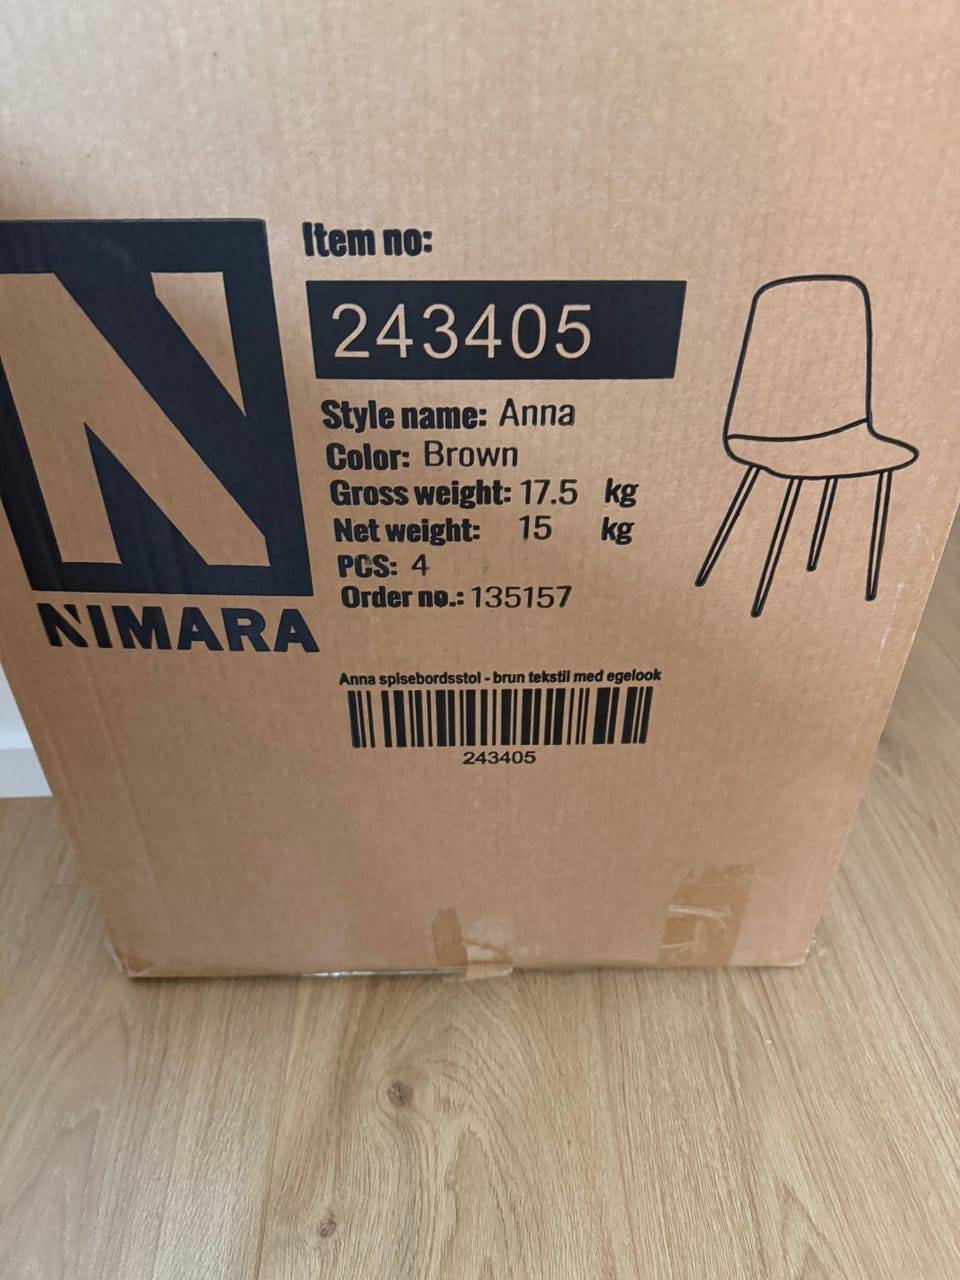 Item no:
243405
Style name: Anna
Color: Brown
Gross weight: 17.5 kg
Net weight: 15 kg
PCS: 4
Order no.: 135157
NIMARA
Anna spisebordsstol - brun tekstil med egelook
243405